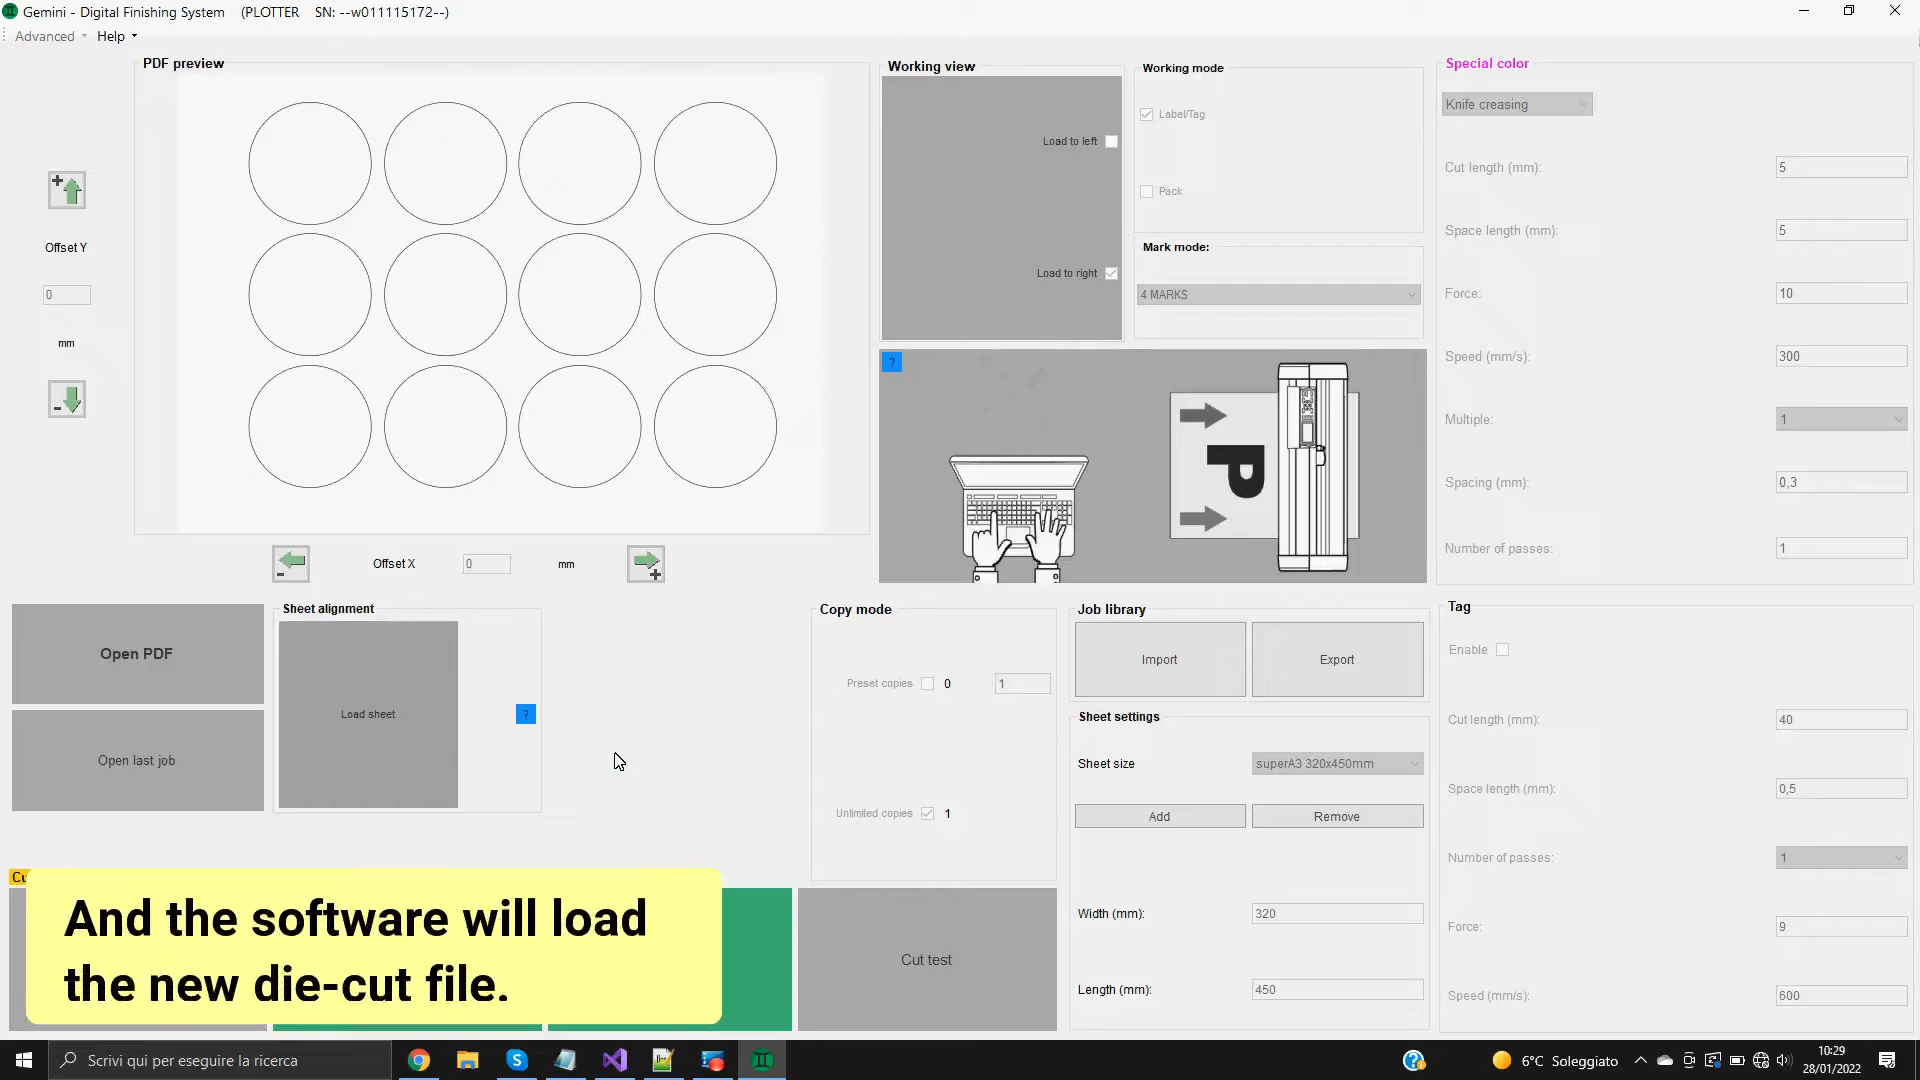 Gemini - Digital Finishing System (PLOTTER SN: --w011115172--)
Advanced Help
PDF preview
Offset Y
0
mm
Offset X 0 mm
Working view
Load to left
Load to right
Working mode
Label/Tag
Pack
Mark mode:
4 MARKS
?
P
Special color
Knife creasing
Cut length (mm): 5
Space length (mm): 5
Force: 10
Speed (mm/s): 300
Multiple: 1
Spacing (mm): 0,3
Number of passes: 1
Open PDF
Open last job
Sheet alignment
Load sheet
?
Copy mode
Preset copies 0 1
Unlimited copies 1
Job library
Import Export
Sheet settings
Sheet size superA3 320x450mm
Add Remove
Width (mm): 320
Length (mm): 450
Tag
Enable
Cut length (mm): 40
Space length (mm): 0,5
Number of passes: 1
Force: 9
Speed (mm/s): 600
Cut test
And the software will load
the new die-cut file.
Scrivi qui per eseguire la ricerca
6°C Soleggiato
10:29
28/01/2022